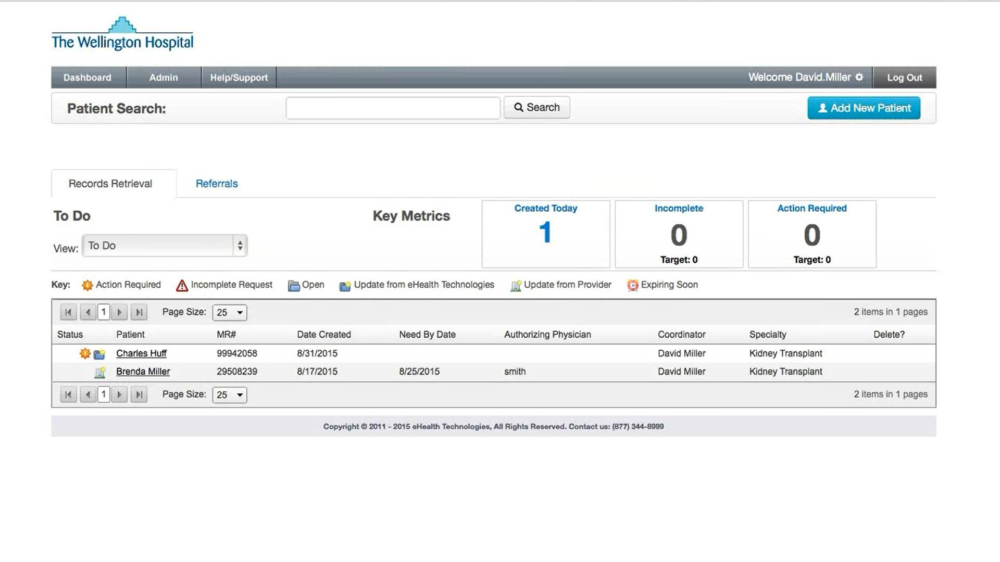 The Wellington Hospital
Dashboard Admin Help/Support Welcome David.Miller Log Out
Patient Search: Search Add New Patient
Records Retrieval Referrals
To Do Key Metrics Created Today Incomplete Action Required
1 0 0
View: To Do Target: 0 Target: 0
Key: Action Required Incomplete Request Open Update from eHealth Technologies Update from Provider Expiring Soon
1 Page Size: 25 2 items in 1 pages
Status Patient MR# Date Created Need By Date Authorizing Physician Coordinator Specialty Delete?
Charles Huff 99942058 8/31/2015 David Miller Kidney Transplant
Brenda Miller 29508239 8/17/2015 8/25/2015 smith David Miller Kidney Transplant
1 Page Size: 25 2 items in 1 pages
Copyright © 2011 - 2015 eHealth Technologies, All Rights Reserved. Contact us: (877) 344-8999